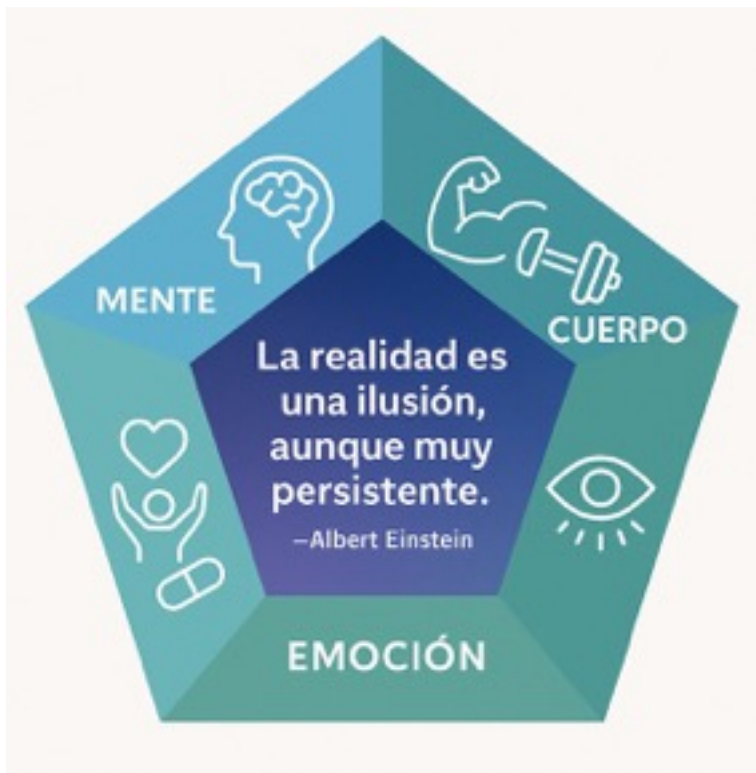 MENTE
CUERPO
La realidad es
una ilusión,
aunque muy
persistente.
–Albert Einstein
EMOCIÓN